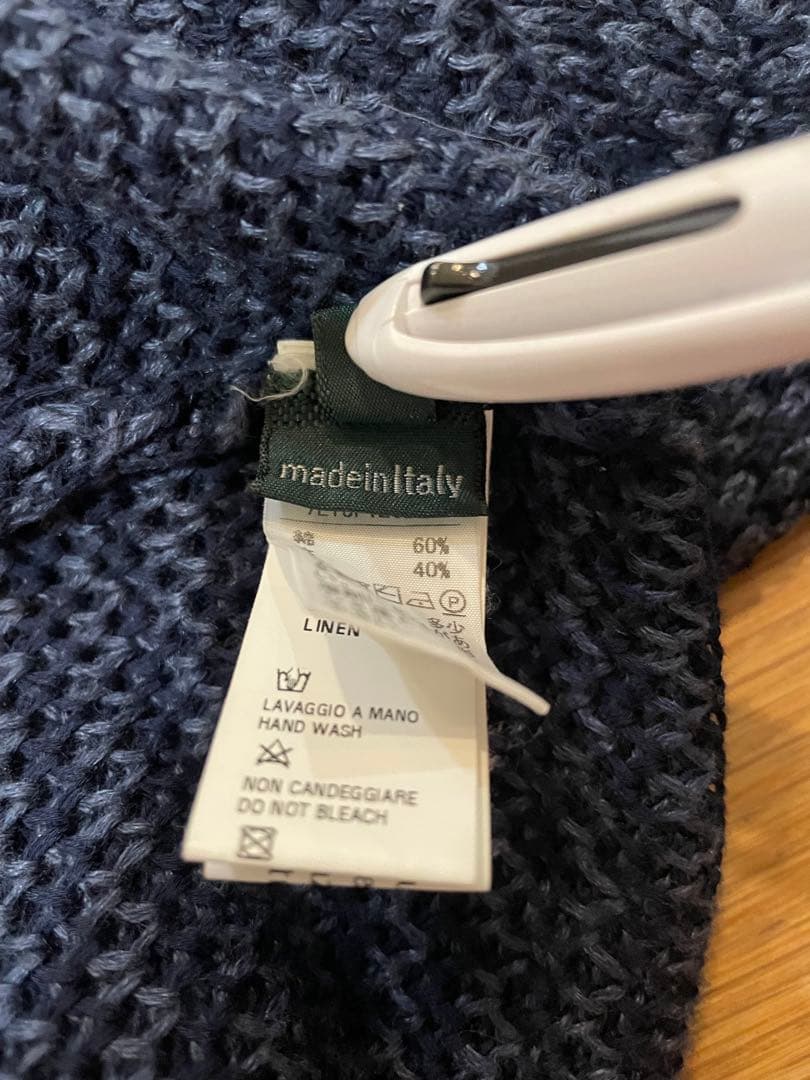 madeinItaly
綿 60%
40%
P
LINEN
LAVAGGIO A MANO
HAND WASH
NON CANDEGGIARE
DO NOT BLEACH